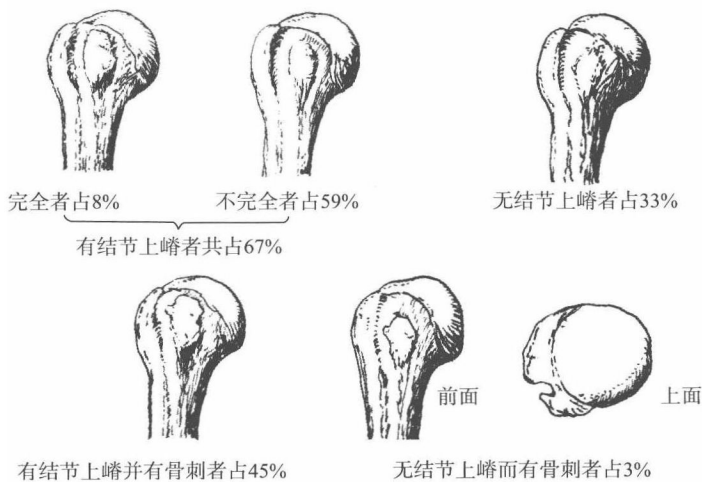 完全者占8%
不完全者占59%
无结节上嵴者占33%
有结节上嵴者共占67%
前面
上面
有结节上嵴并有骨刺者占45%
无结节上嵴而有骨刺者占3%